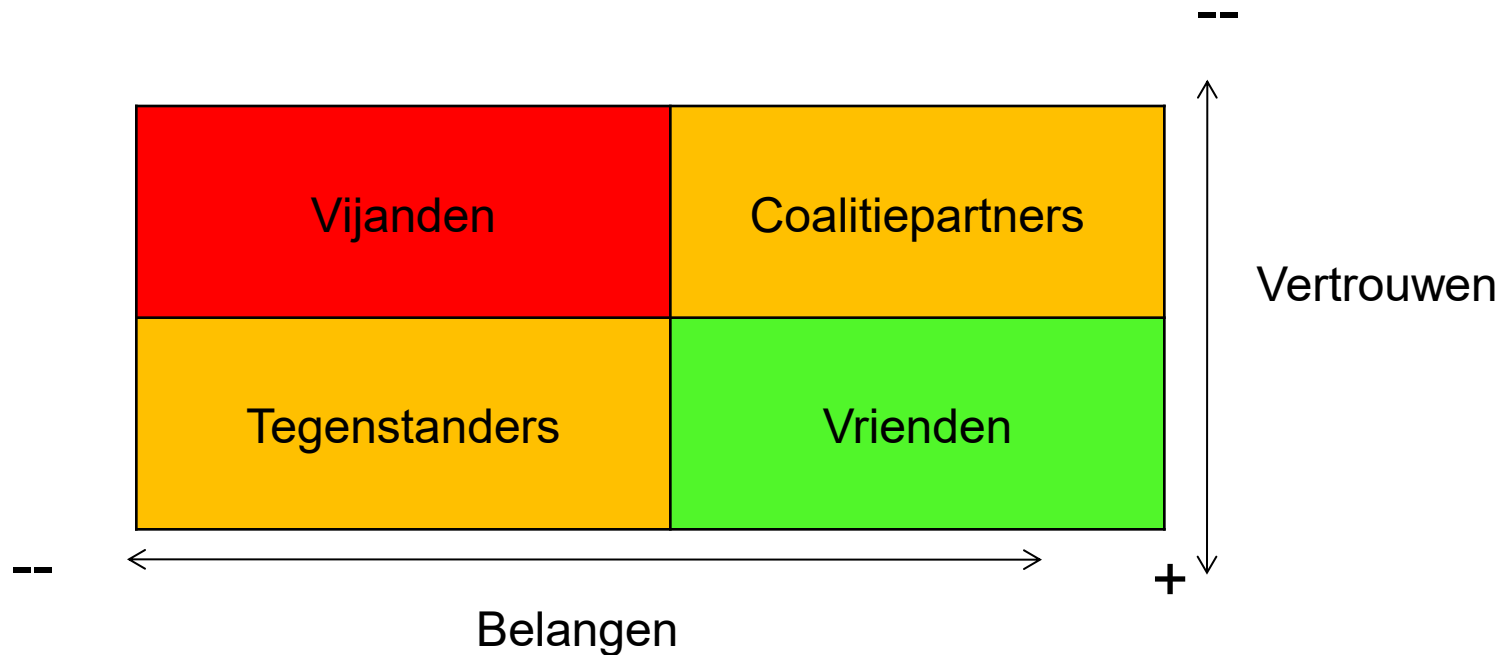 --
Vijanden
Coalitiepartners
Vertrouwen
Tegenstanders
Vrienden
--
+
Belangen